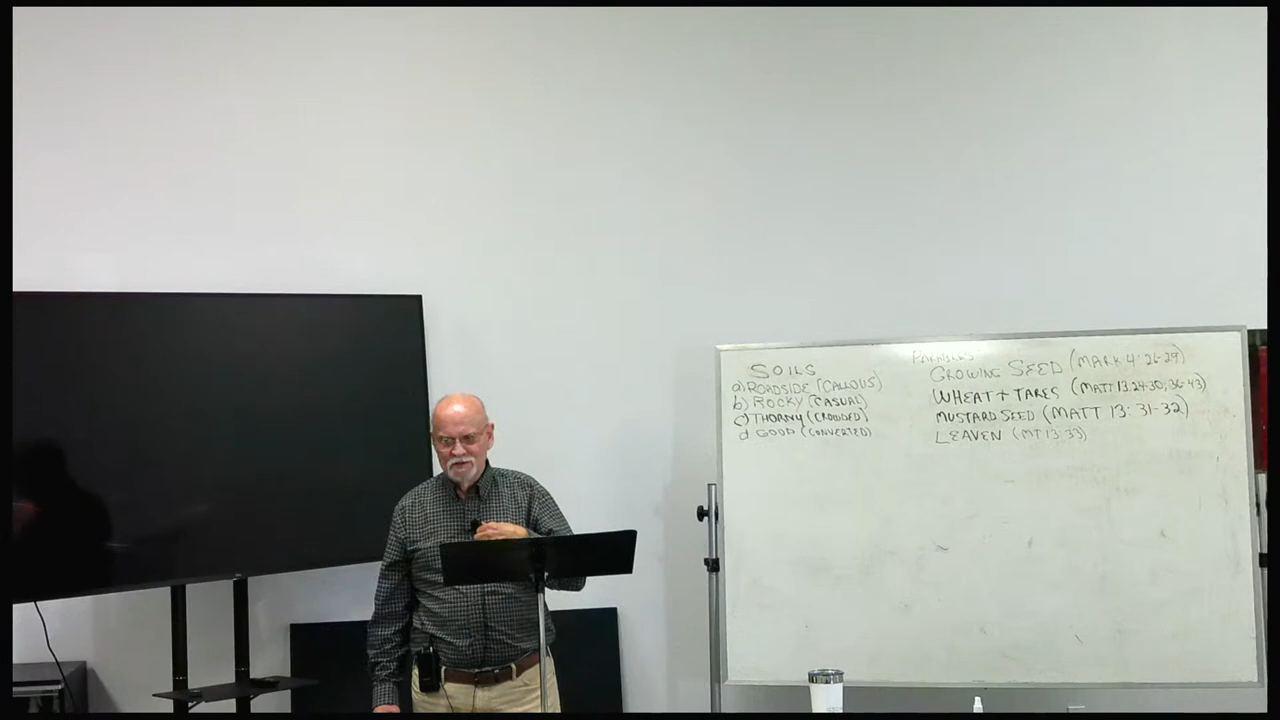 SOILS
a) ROADSIDE (CALLOUS)
b) ROCKY (CASUAL)
c) THORNY (CROWDED)
d GOOD (CONVERTED)
PARABLES
GROWING SEED (MARK 4:26-29)
WHEAT + TARES (MATT 13:24-30, 36-43)
MUSTARD SEED (MATT 13:31-32)
LEAVEN (MT 13:33)